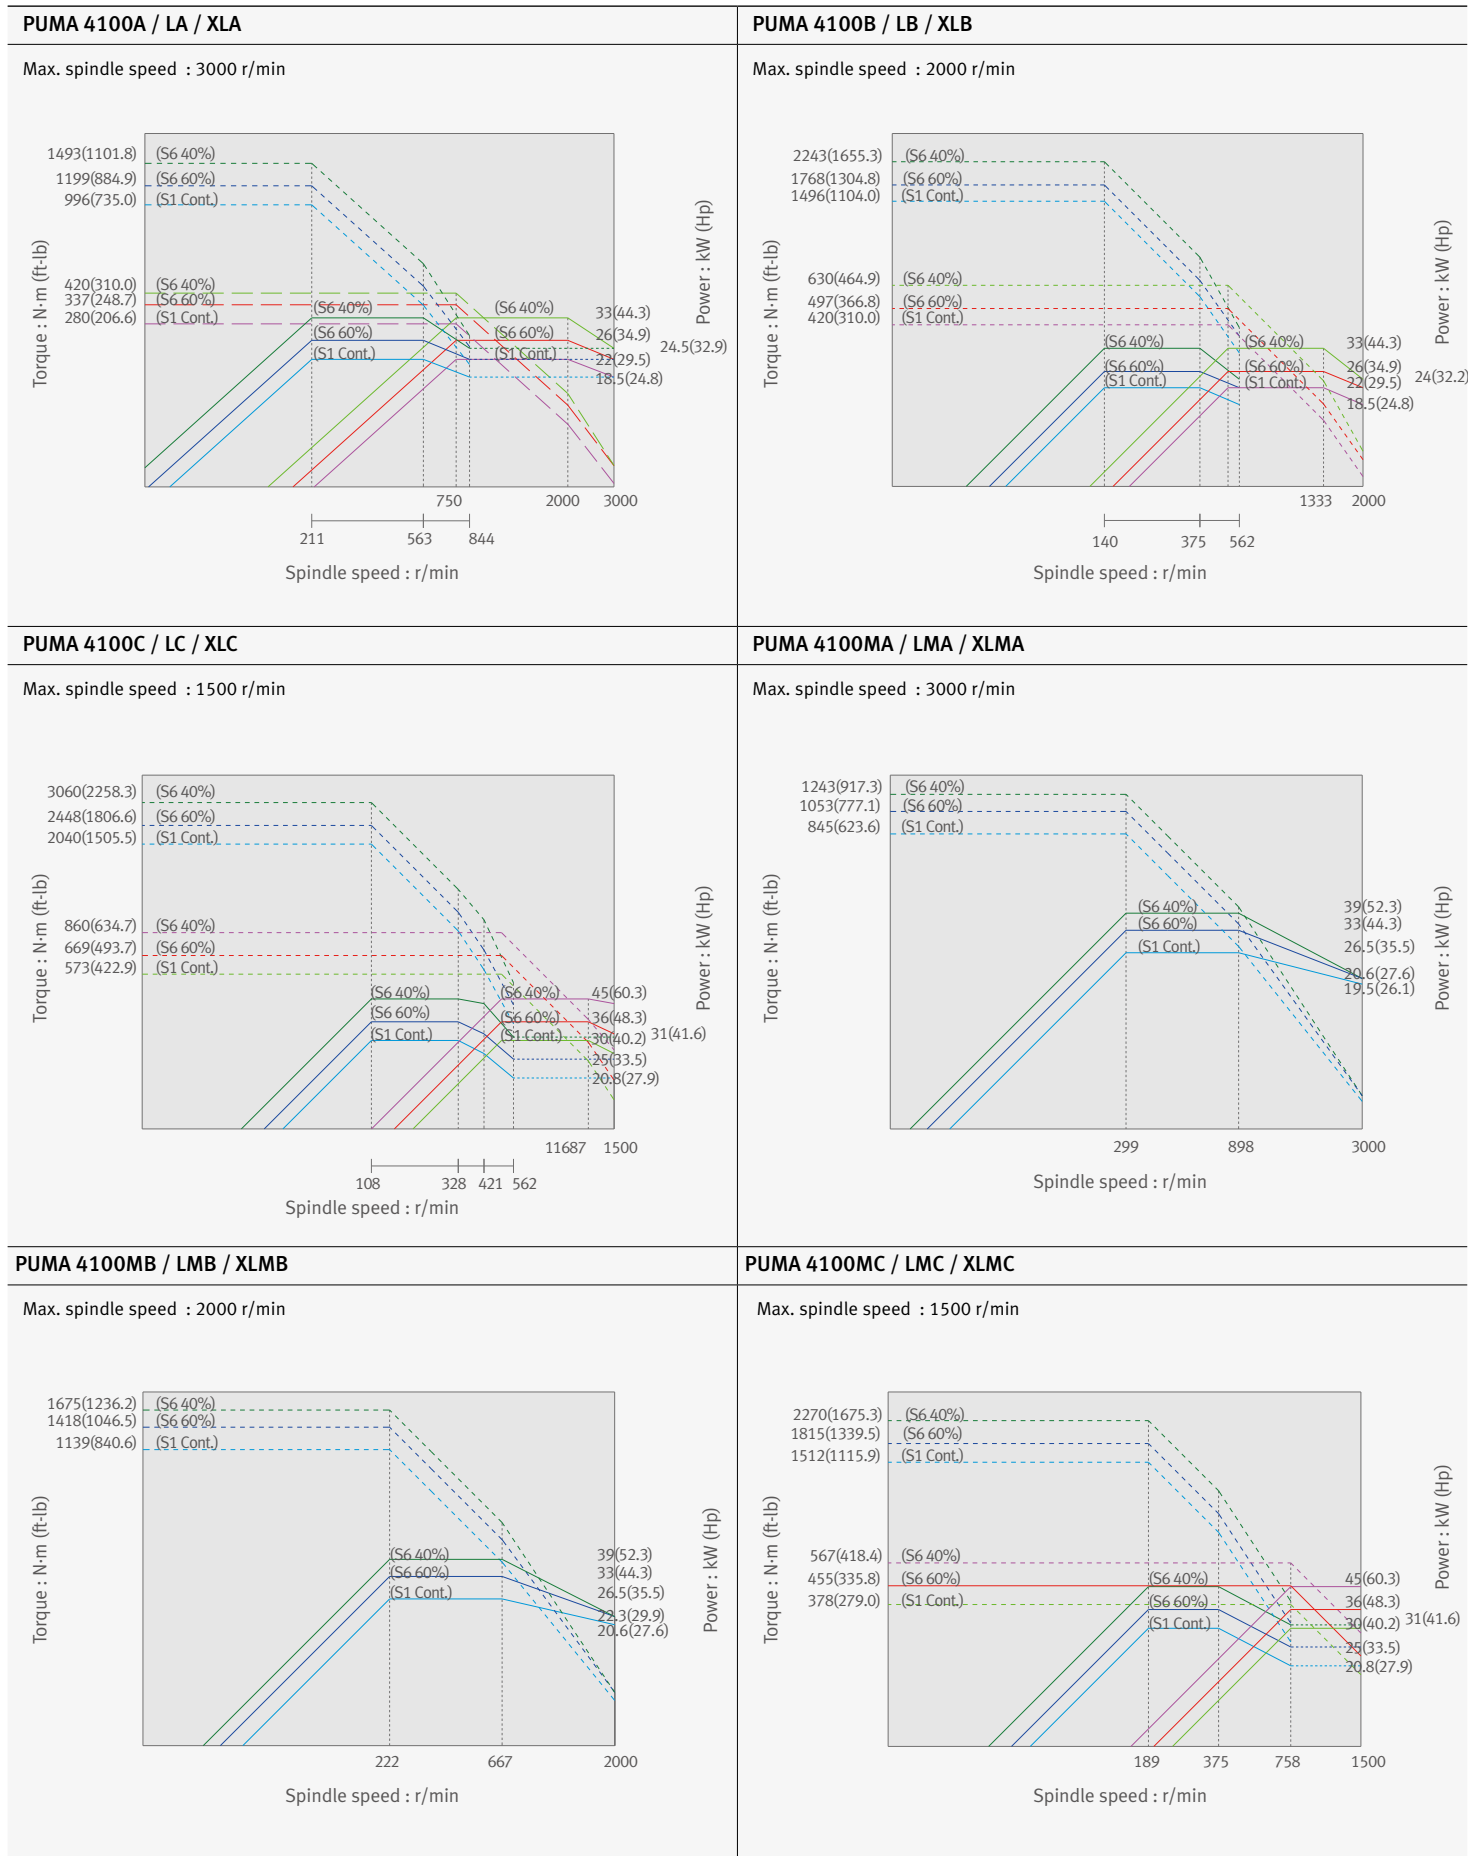 PUMA 4100A / LA / XLA
Max. spindle speed : 3000 r/min
Torque : N·m (ft-lb)
1493(1101.8) (S6 40%)
1199(884.9) (S6 60%)
996(735.0) (S1 Cont.)
420(310.0) (S6 40%)
337(248.7) (S6 60%)
280(206.6) (S1 Cont.)
(S6 40%) (S6 40%) 33(44.3)
(S6 60%) (S6 60%) 26(34.9)
24.5(32.9)
(S1 Cont.) (S1 Cont.) 22(29.5)
18.5(24.8)
Power : kW (Hp)
750 2000 3000
211 563 844
Spindle speed : r/min
PUMA 4100B / LB / XLB
Max. spindle speed : 2000 r/min
Torque : N·m (ft-lb)
2243(1655.3) (S6 40%)
1768(1304.8) (S6 60%)
1496(1104.0) (S1 Cont.)
630(464.9) (S6 40%)
497(366.8) (S6 60%)
420(310.0) (S1 Cont.)
(S6 40%) (S6 40%) 33(44.3)
(S6 60%) (S6 60%) 26(34.9)
24(32.2)
(S1 Cont.) (S1 Cont.) 22(29.5)
18.5(24.8)
Power : kW (Hp)
1333 2000
140 375 562
Spindle speed : r/min
PUMA 4100C / LC / XLC
Max. spindle speed : 1500 r/min
Torque : N·m (ft-lb)
3060(2258.3) (S6 40%)
2448(1806.6) (S6 60%)
2040(1505.5) (S1 Cont.)
860(634.7) (S6 40%)
669(493.7) (S6 60%)
573(422.9) (S1 Cont.)
(S6 40%) (S6 40%) 45(60.3)
(S6 60%) (S6 60%) 36(48.3)
31(41.6)
(S1 Cont.) (S1 Cont.) 30(40.2)
25(33.5)
20.8(27.9)
Power : kW (Hp)
11687 1500
108 328 421 562
Spindle speed : r/min
PUMA 4100MA / LMA / XLMA
Max. spindle speed : 3000 r/min
Torque : N·m (ft-lb)
1243(917.3) (S6 40%)
1053(777.1) (S6 60%)
845(623.6) (S1 Cont.)
(S6 40%) 39(52.3)
(S6 60%) 33(44.3)
(S1 Cont.) 26.5(35.5)
20.6(27.6)
19.5(26.1)
Power : kW (Hp)
299 898 3000
Spindle speed : r/min
PUMA 4100MB / LMB / XLMB
Max. spindle speed : 2000 r/min
Torque : N·m (ft-lb)
1675(1236.2) (S6 40%)
1418(1046.5) (S6 60%)
1139(840.6) (S1 Cont.)
(S6 40%) 39(52.3)
(S6 60%) 33(44.3)
(S1 Cont.) 26.5(35.5)
22.3(29.9)
20.6(27.6)
Power : kW (Hp)
222 667 2000
Spindle speed : r/min
PUMA 4100MC / LMC / XLMC
Max. spindle speed : 1500 r/min
Torque : N·m (ft-lb)
2270(1675.3) (S6 40%)
1815(1339.5) (S6 60%)
1512(1115.9) (S1 Cont.)
567(418.4) (S6 40%)
455(335.8) (S6 60%)
378(279.0) (S1 Cont.)
(S6 40%) 45(60.3)
(S6 60%) 36(48.3)
31(41.6)
(S1 Cont.) 30(40.2)
25(33.5)
20.8(27.9)
Power : kW (Hp)
189 375 758 1500
Spindle speed : r/min